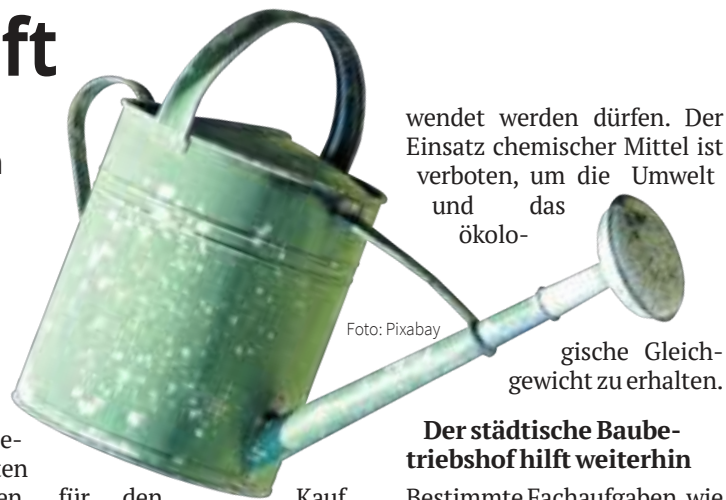 ft
wendet werden dürfen. Der
Einsatz chemischer Mittel ist
verboten, um die Umwelt
und das
ökolo-
Foto: Pixabay
gische Gleich-
gewicht zu erhalten.
Der städtische Baube-
triebshof hilft weiterhin
für den Kauf
Bestimmte Fachaufgaben, wie